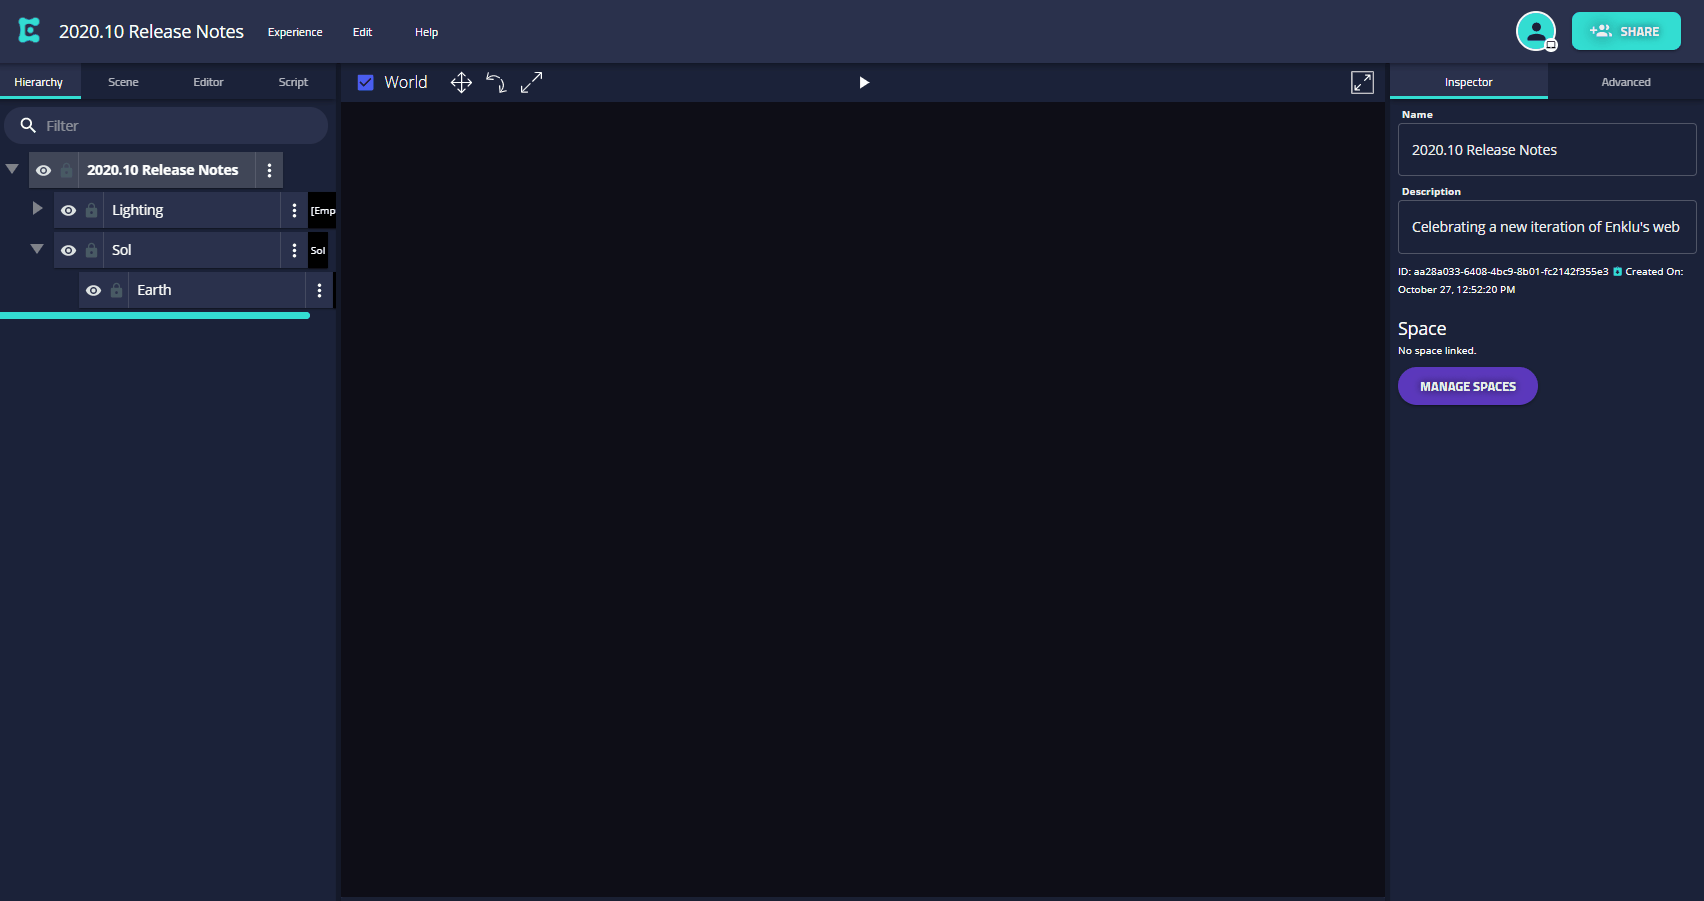 2020.10 Release Notes
Experience
Edit
Help
SHARE
Hierarchy
Scene
Editor
Script
Filter
2020.10 Release Notes
Lighting
[Emp
Sol
Sol
Earth
World
Inspector
Advanced
Name
2020.10 Release Notes
Description
Celebrating a new iteration of Enklu's web
ID: aa28a033-6408-4bc9-8b01-fc2142f355e3 Created On:
October 27, 12:52:20 PM
Space
No space linked.
MANAGE SPACES